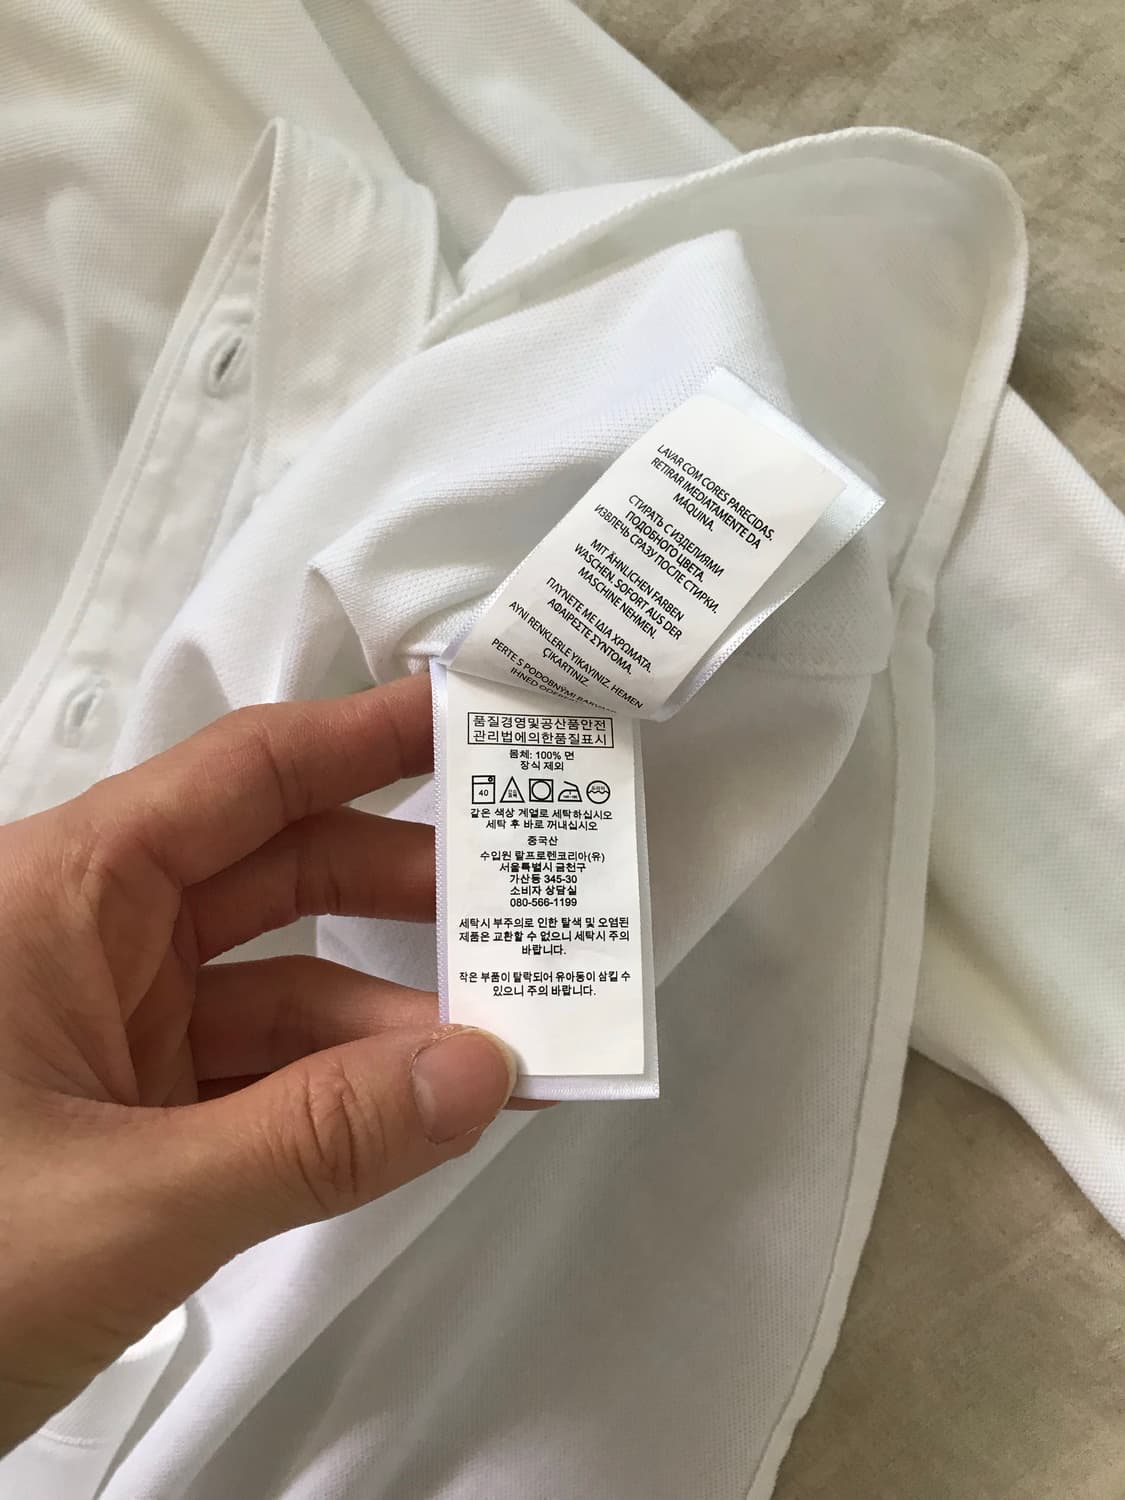 LAVAR COM CORES PARECIDAS.
RETIRAR IMEDIATAMENTE DA
MÁQUINA.
СТИРАТЬ С ИЗДЕЛИЯМИ
ПОДОБНОГО ЦВЕТА.
ИЗВЛЕЧЬ СРАЗУ ПОСЛЕ СТИРКИ.
MIT ÄHNLICHEN FARBEN
WASCHEN. SOFORT AUS DER
MASCHINE NEHMEN.
ΠΛΥΝΕΤΕ ΜΕ ΙΔΙΑ ΧΡΩΜΑΤΑ.
ΑΦΑΙΡΕΣΤΕ ΣΥΝΤΟΜΑ.
AYNI RENKLERLE YIKAYINIZ. HEMEN
ÇIKARTINIZ.
PERTE S PODOBNÝMI
IHNED
품질경영및공산품안전
관리법에의한품질표시
몸체: 100% 면
장식 제외
40
같은 색상 계열로 세탁하십시오
세탁 후 바로 꺼내십시오
중국산
수입원 랄프로렌코리아(유)
서울특별시 금천구
가산동 345-30
소비자 상담실
080-566-1199
세탁시 부주의로 인한 탈색 및 오염된
제품은 교환할 수 없으니 세탁시 주의
바랍니다.
작은 부품이 탈락되어 유아동이 삼킬 수
있으니 주의 바랍니다.